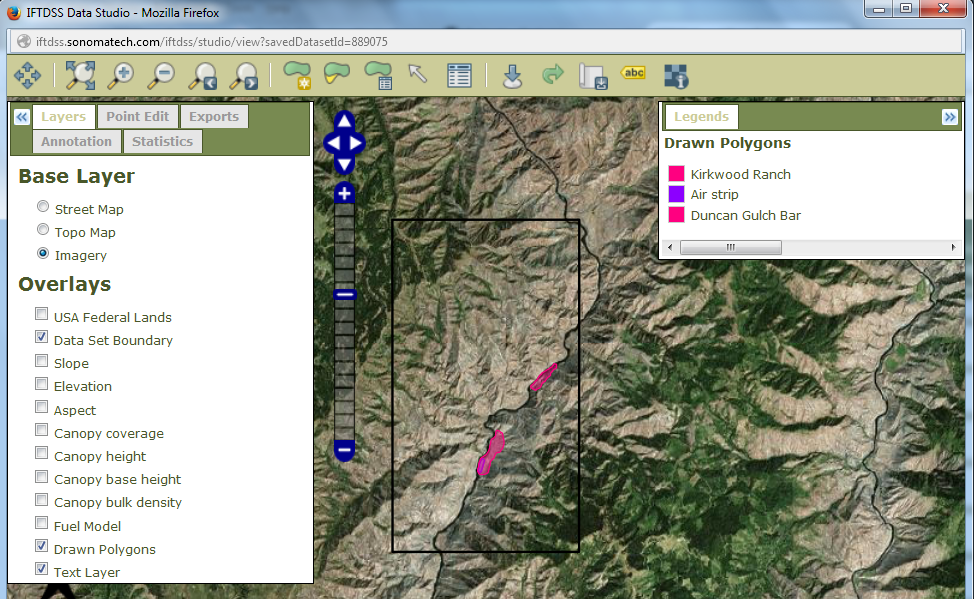 IFTDSS Data Studio - Mozilla Firefox
iftdss.sonomatech.com/iftdss/studio/view?savedDatasetId=889075
abc
Layers Point Edit Exports
Annotation Statistics
Base Layer
Street Map
Topo Map
Imagery
Overlays
USA Federal Lands
Data Set Boundary
Slope
Elevation
Aspect
Canopy coverage
Canopy height
Canopy base height
Canopy bulk density
Fuel Model
Drawn Polygons
Text Layer
Legends
Drawn Polygons
Kirkwood Ranch
Air strip
Duncan Gulch Bar